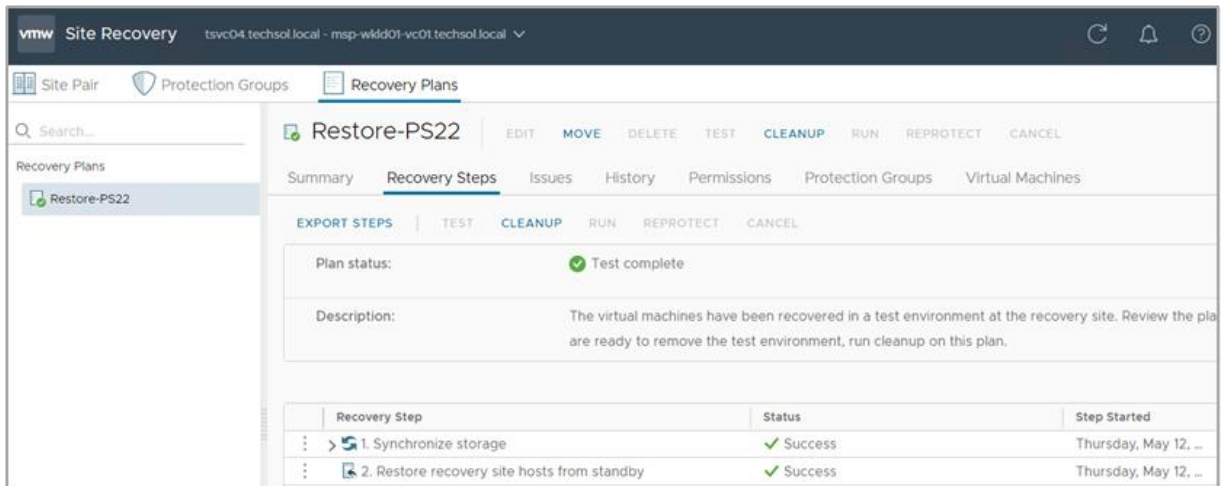 vmw Site Recovery tsvc04.techsol.local - msp-wkld01-vc01.techsol.local
Site Pair Protection Groups Recovery Plans
Search...
Recovery Plans
Restore-PS22
Restore-PS22 EDIT MOVE DELETE TEST CLEANUP RUN REPROTECT CANCEL
Summary Recovery Steps Issues History Permissions Protection Groups Virtual Machines
EXPORT STEPS TEST CLEANUP RUN REPROTECT CANCEL
Plan status: Test complete
Description: The virtual machines have been recovered in a test environment at the recovery site. Review the pla
are ready to remove the test environment, run cleanup on this plan.
Recovery Step Status Step Started
1. Synchronize storage Success Thursday, May 12, ...
2. Restore recovery site hosts from standby Success Thursday, May 12, ...